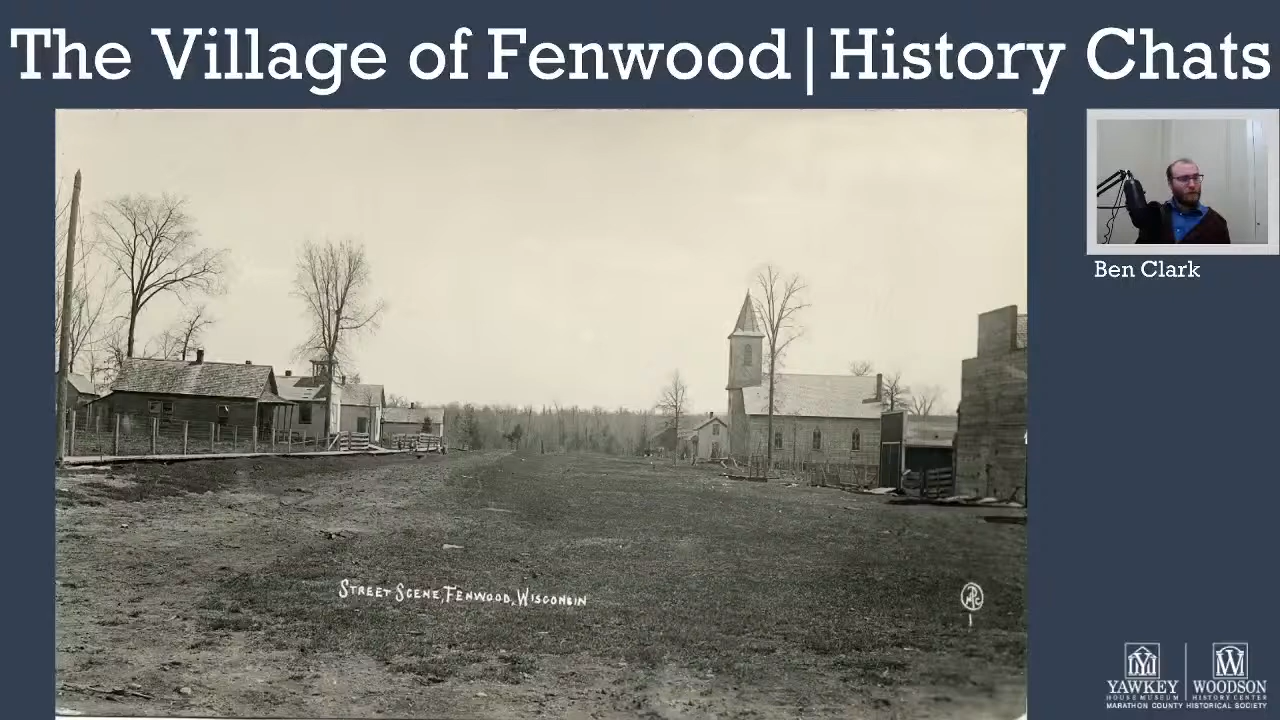 The Village of Fenwood | History Chats
Ben Clark
STREET SCENE, FENWOOD, WISCONSIN
1
YAWKEY
HOUSE MUSEUM
WOODSON
HISTORY CENTER
MARATHON COUNTY HISTORICAL SOCIETY